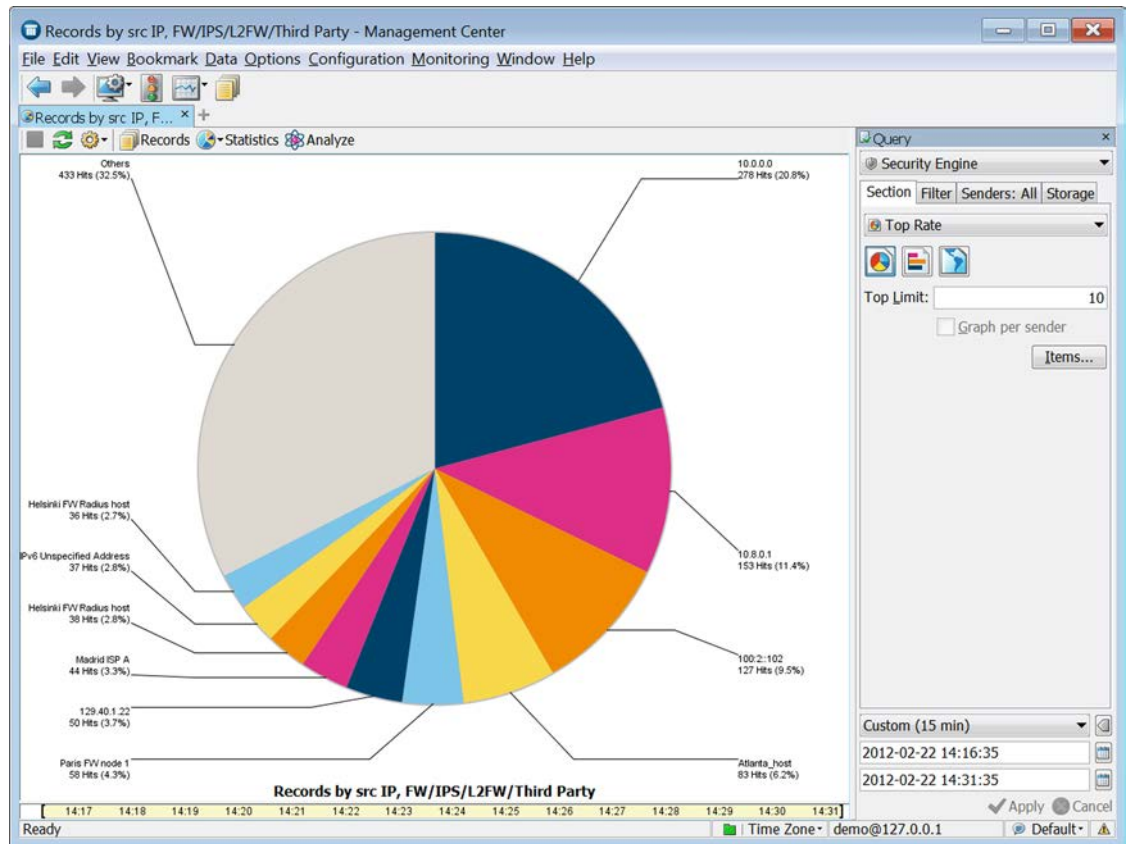 Records by src IP, FW/IPS/L2FW/Third Party - Management Center
File Edit View Bookmark Data Options Configuration Monitoring Window Help
Records by src IP, F... × +
Records Statistics Analyze
Others
433 Hits (32.5%)
10.0.0.0
278 Hits (20.8%)
Helsinki FW Radius host
36 Hits (2.7%)
IPv6 Unspecified Address
37 Hits (2.8%)
10.8.0.1
153 Hits (11.4%)
Helsinki FW Radius host
38 Hits (2.8%)
Madrid ISP A
44 Hits (3.3%)
100:2::102
127 Hits (9.5%)
129.40.1.22
50 Hits (3.7%)
Paris FW node 1
58 Hits (4.3%)
Atlanta_host
83 Hits (6.2%)
Records by src IP, FW/IPS/L2FW/Third Party
14:17 14:18 14:19 14:20 14:21 14:22 14:23 14:24 14:25 14:26 14:27 14:28 14:29 14:30 14:31
Query ×
Security Engine
Section Filter Senders: All Storage
Top Rate
Top Limit: 10
Graph per sender
Items...
Custom (15 min)
2012-02-22 14:16:35
2012-02-22 14:31:35
Apply Cancel
Ready Time Zone demo@127.0.0.1 Default